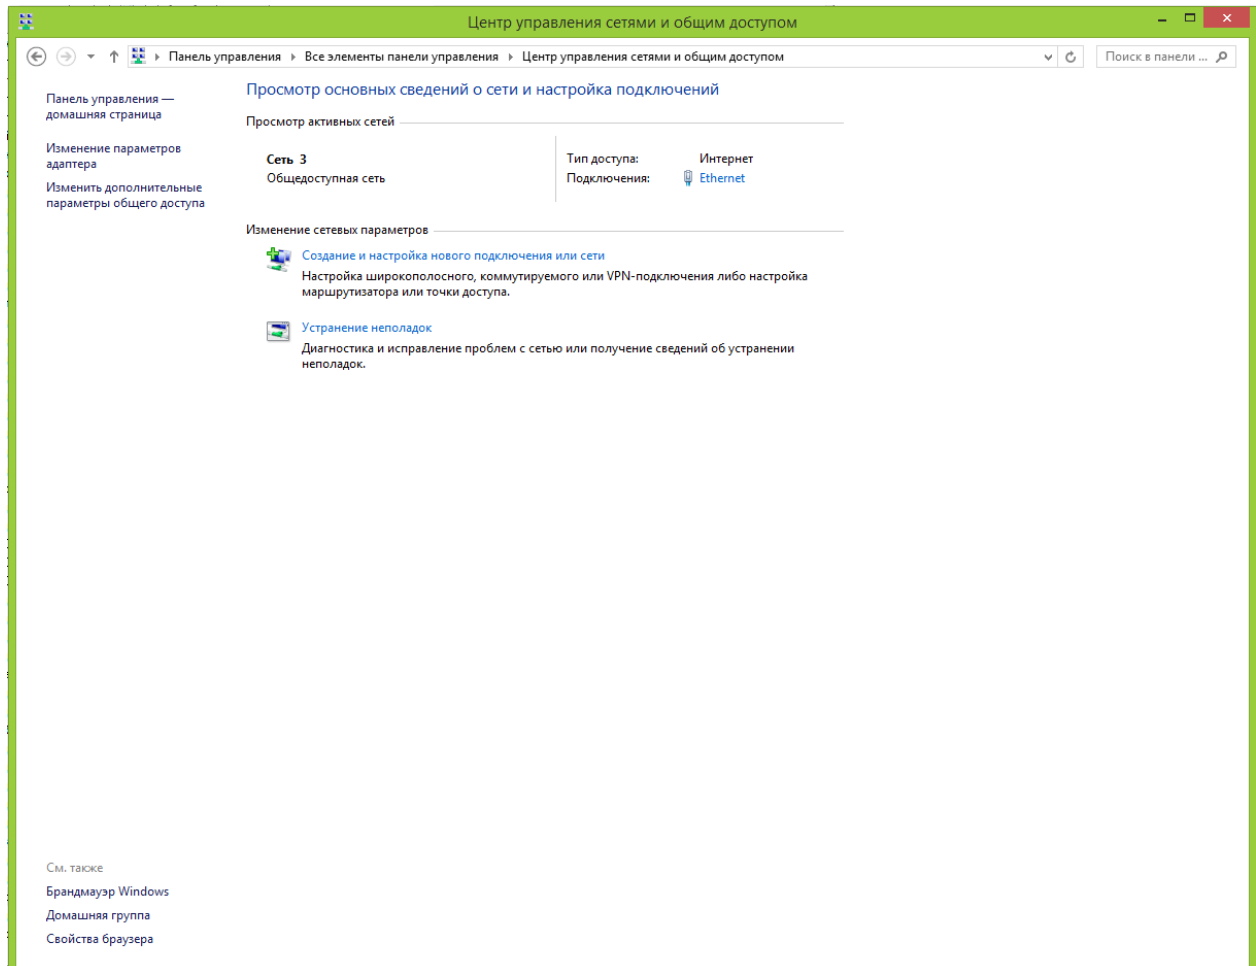 Центр управления сетями и общим доступом
Панель управления
Все элементы панели управления
Центр управления сетями и общим доступом
Поиск в панели ...
Панель управления —
домашняя страница
Изменение параметров
адаптера
Изменить дополнительные
параметры общего доступа
Просмотр основных сведений о сети и настройка подключений
Просмотр активных сетей
Сеть 3
Общедоступная сеть
Тип доступа: Интернет
Подключения: Ethernet
Изменение сетевых параметров
Создание и настройка нового подключения или сети
Настройка широкополосного, коммутируемого или VPN-подключения либо настройка
маршрутизатора или точки доступа.
Устранение неполадок
Диагностика и исправление проблем с сетью или получение сведений об устранении
неполадок.
См. также
Брандмауэр Windows
Домашняя группа
Свойства браузера